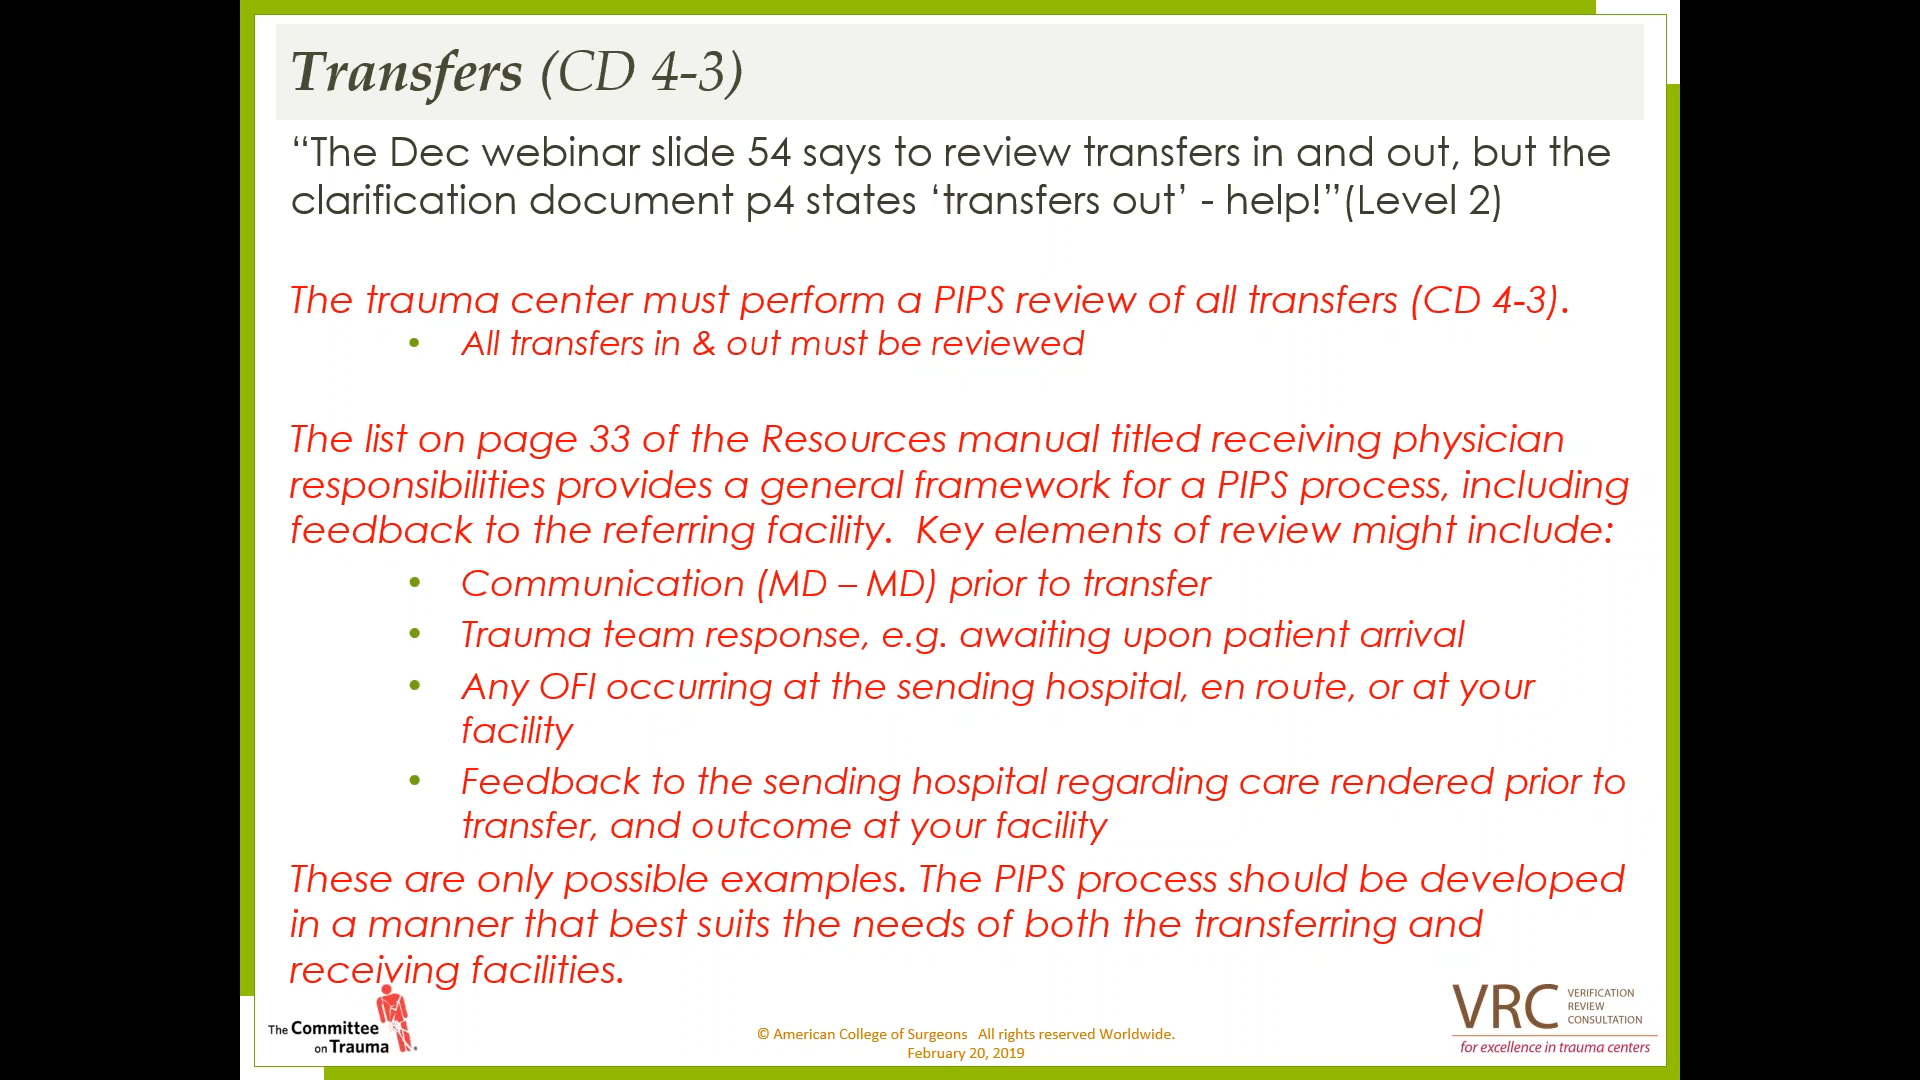 Transfers (CD 4-3)
“The Dec webinar slide 54 says to review transfers in and out, but the
clarification document p4 states ‘transfers out’ - help!”(Level 2)
The trauma center must perform a PIPS review of all transfers (CD 4-3).
• All transfers in & out must be reviewed
The list on page 33 of the Resources manual titled receiving physician
responsibilities provides a general framework for a PIPS process, including
feedback to the referring facility.  Key elements of review might include:
• Communication (MD – MD) prior to transfer
• Trauma team response, e.g. awaiting upon patient arrival
• Any OFI occurring at the sending hospital, en route, or at your
facility
• Feedback to the sending hospital regarding care rendered prior to
transfer, and outcome at your facility
These are only possible examples. The PIPS process should be developed
in a manner that best suits the needs of both the transferring and
receiving facilities.
The Committee
on Trauma
© American College of Surgeons   All rights reserved Worldwide.
February 20, 2019
VRC
VERIFICATION
REVIEW
CONSULTATION
for excellence in trauma centers